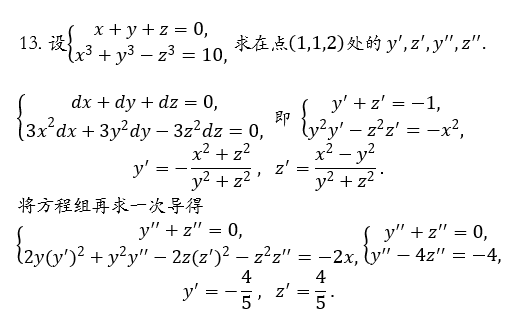 13. 设{x + y + z = 0, x³ + y³ − z³ = 10, 求在点(1,1,2)处的 y′, z′, y″, z″.
{dx + dy + dz = 0, 3x²dx + 3y²dy − 3z²dz = 0, 即 {y′ + z′ = −1, y²y′ − z²z′ = −x²,
y′ = −(x² + z²)/(y² + z²) , z′ = (x² − y²)/(y² + z²) .
将方程组再求一次导得
{y″ + z″ = 0, 2y(y′)² + y²y″ − 2z(z′)² − z²z″ = −2x, {y″ + z″ = 0, y″ − 4z″ = −4,
y′ = −4/5 , z′ = 4/5 .